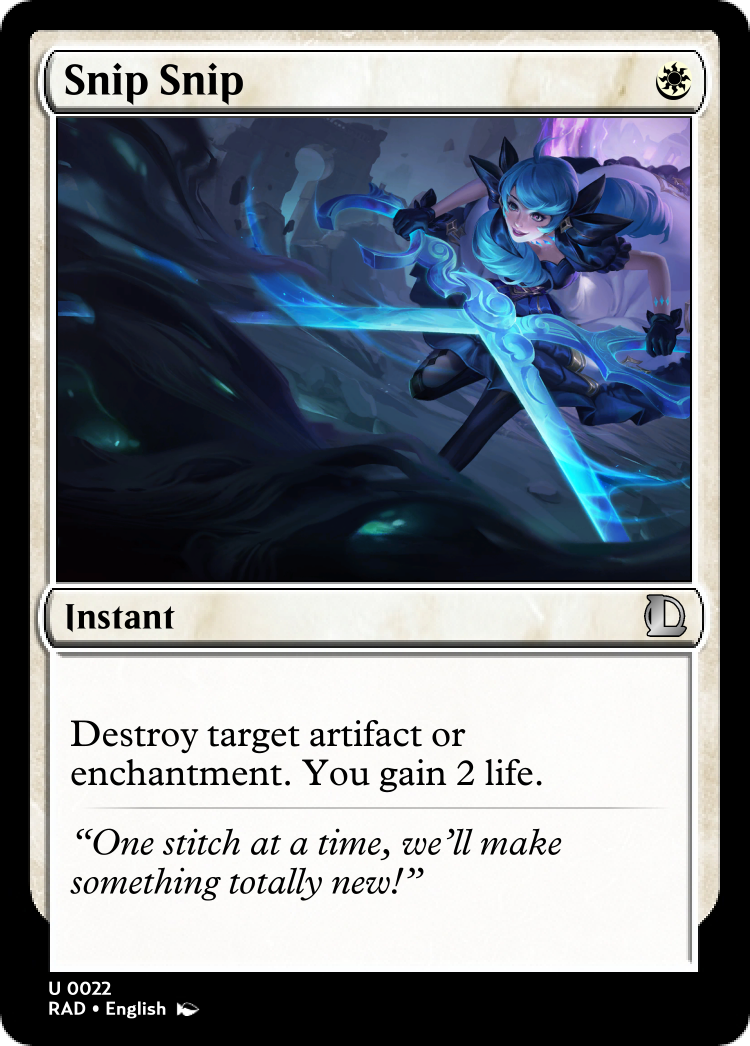 Snip Snip
Instant
Destroy target artifact or
enchantment. You gain 2 life.
“One stitch at a time, we’ll make
something totally new!”
U 0022
RAD • English